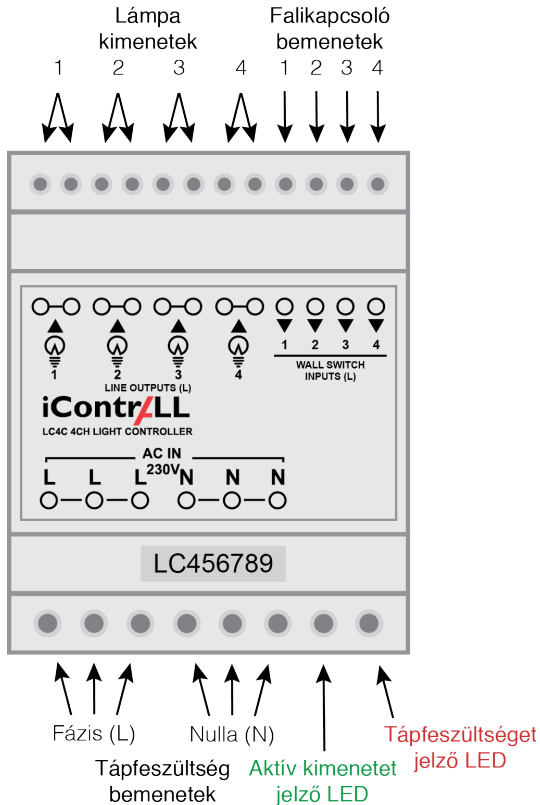 Lámpa
kimenetek
Falikapcsoló
bemenetek
1 2 3 4 1 2 3 4
1 2 3 4
1 2 3 4
LINE OUTPUTS (L)
WALL SWITCH
INPUTS (L)
iContrALL
LC4C 4CH LIGHT CONTROLLER
AC IN
230V
L L L N N N
LC456789
Fázis (L)
Nulla (N)
Tápfeszültség
bemenetek
Aktív kimenetet
jelző LED
Tápfeszültséget
jelző LED